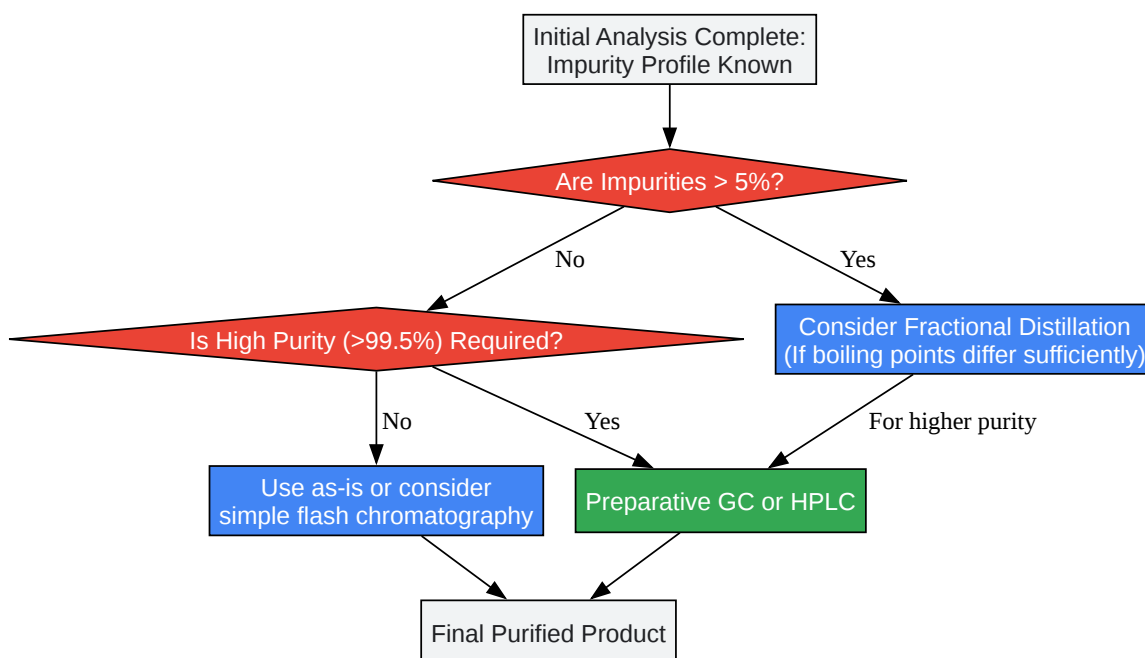 Initial Analysis Complete:
Impurity Profile Known
Are Impurities > 5%?
No
Yes
Is High Purity (>99.5%) Required?
Consider Fractional Distillation
(If boiling points differ sufficiently)
No
Yes
For higher purity
Use as-is or consider
simple flash chromatography
Preparative GC or HPLC
Final Purified Product